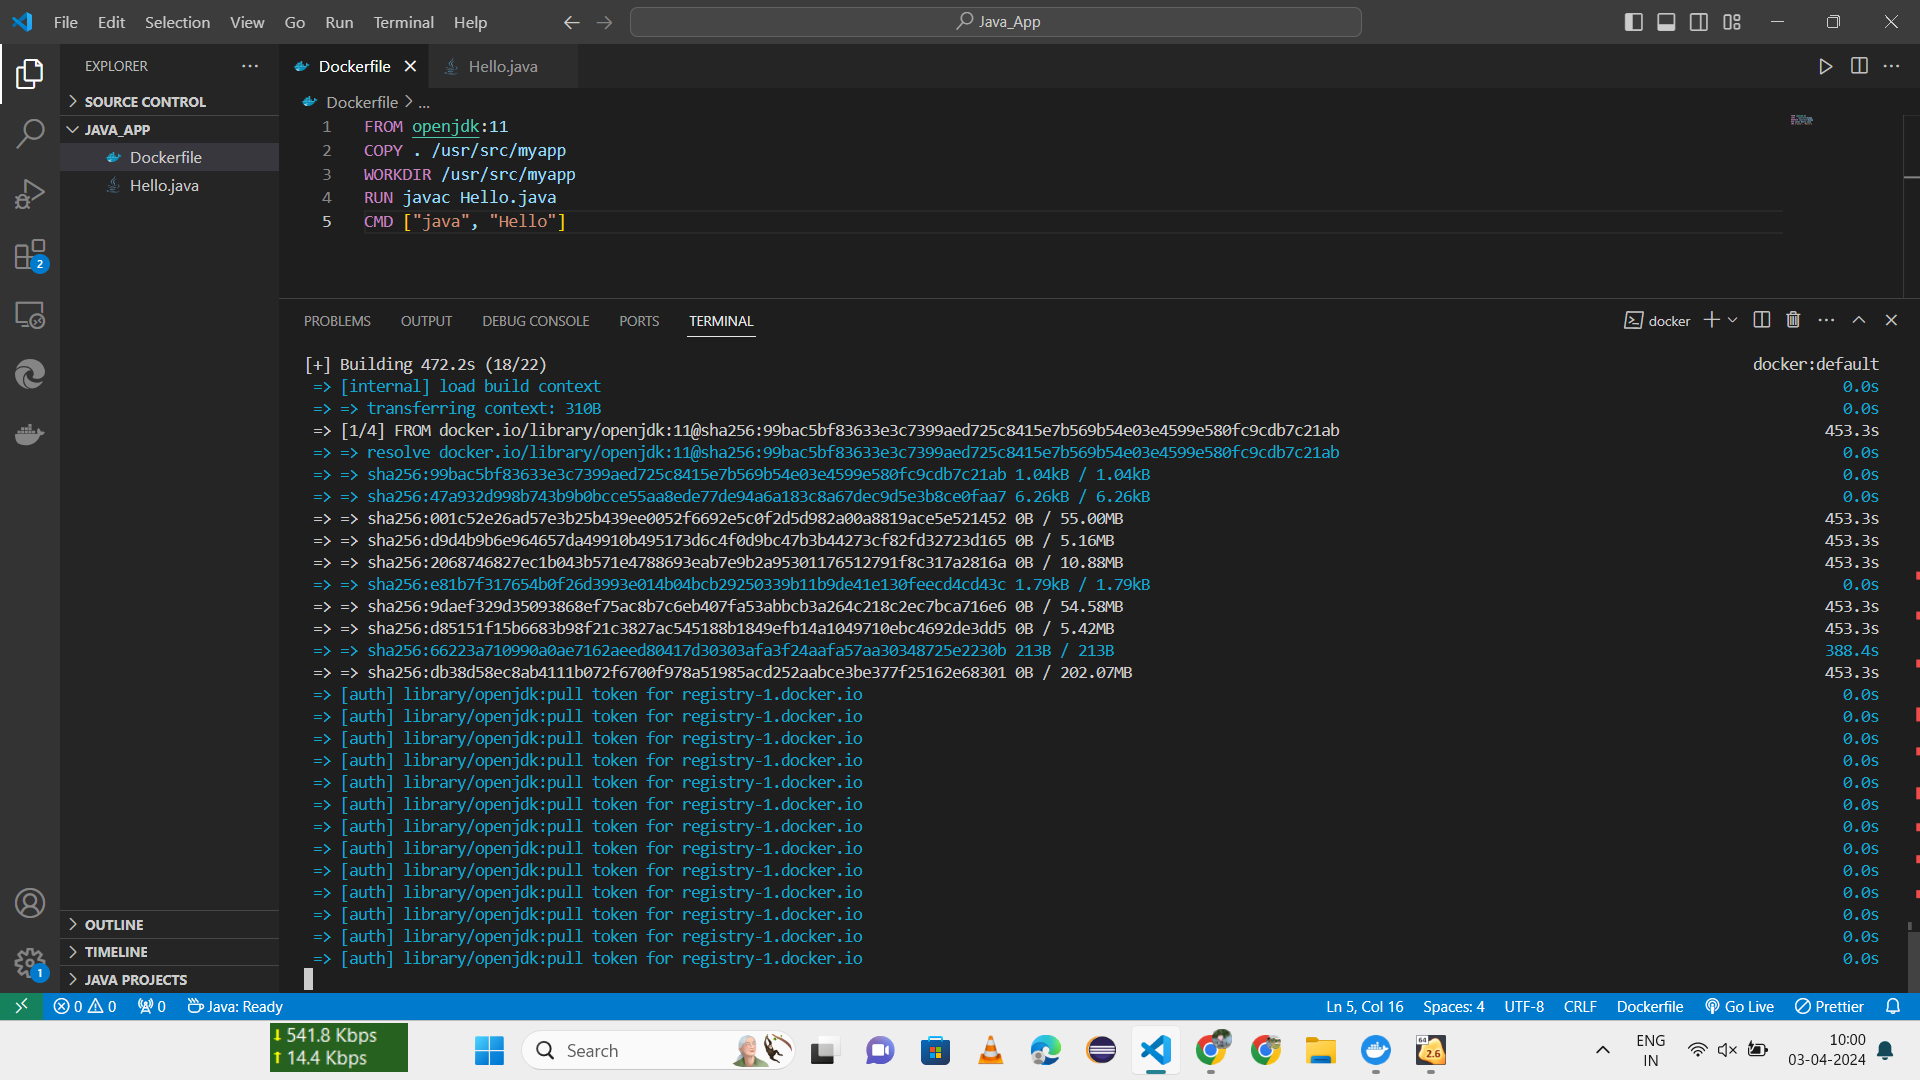 File Edit Selection View Go Run Terminal Help
Java_App
EXPLORER
SOURCE CONTROL
JAVA_APP
Dockerfile
Hello.java
OUTLINE
TIMELINE
JAVA PROJECTS
2
1
Dockerfile Hello.java
Dockerfile > ...
1 FROM openjdk:11
2 COPY . /usr/src/myapp
3 WORKDIR /usr/src/myapp
4 RUN javac Hello.java
5 CMD ["java", "Hello"]
PROBLEMS OUTPUT DEBUG CONSOLE PORTS TERMINAL docker
[+] Building 472.2s (18/22) docker:default
=> [internal] load build context 0.0s
=> => transferring context: 310B 0.0s
=> [1/4] FROM docker.io/library/openjdk:11@sha256:99bac5bf83633e3c7399aed725c8415e7b569b54e03e4599e580fc9cdb7c21ab 453.3s
=> => resolve docker.io/library/openjdk:11@sha256:99bac5bf83633e3c7399aed725c8415e7b569b54e03e4599e580fc9cdb7c21ab 0.0s
=> => sha256:99bac5bf83633e3c7399aed725c8415e7b569b54e03e4599e580fc9cdb7c21ab 1.04kB / 1.04kB 0.0s
=> => sha256:47a932d998b743b9b0bcce55aa8ede77de94a6a183c8a67dec9d5e3b8ce0faa7 6.26kB / 6.26kB 0.0s
=> => sha256:001c52e26ad57e3b25b439ee0052f6692e5c0f2d5d982a00a8819ace5e521452 0B / 55.00MB 453.3s
=> => sha256:d9d4b9b6e964657da49910b495173d6c4f0d9bc47b3b44273cf82fd32723d165 0B / 5.16MB 453.3s
=> => sha256:2068746827ec1b043b571e4788693eab7e9b2a95301176512791f8c317a2816a 0B / 10.88MB 453.3s
=> => sha256:e81b7f317654b0f26d3993e014b04bcb29250339b11b9de41e130feecd4cd43c 1.79kB / 1.79kB 0.0s
=> => sha256:9daef329d35093868ef75ac8b7c6eb407fa53abbcb3a264c218c2ec7bca716e6 0B / 54.58MB 453.3s
=> => sha256:d85151f15b6683b98f21c3827ac545188b1849efb14a1049710ebc4692de3dd5 0B / 5.42MB 453.3s
=> => sha256:66223a710990a0ae7162aeed80417d30303afa3f24aafa57aa30348725e2230b 213B / 213B 388.4s
=> => sha256:db38d58ec8ab4111b072f6700f978a51985acd252aabce3be377f25162e68301 0B / 202.07MB 453.3s
=> [auth] library/openjdk:pull token for registry-1.docker.io 0.0s
=> [auth] library/openjdk:pull token for registry-1.docker.io 0.0s
=> [auth] library/openjdk:pull token for registry-1.docker.io 0.0s
=> [auth] library/openjdk:pull token for registry-1.docker.io 0.0s
=> [auth] library/openjdk:pull token for registry-1.docker.io 0.0s
=> [auth] library/openjdk:pull token for registry-1.docker.io 0.0s
=> [auth] library/openjdk:pull token for registry-1.docker.io 0.0s
=> [auth] library/openjdk:pull token for registry-1.docker.io 0.0s
=> [auth] library/openjdk:pull token for registry-1.docker.io 0.0s
=> [auth] library/openjdk:pull token for registry-1.docker.io 0.0s
=> [auth] library/openjdk:pull token for registry-1.docker.io 0.0s
=> [auth] library/openjdk:pull token for registry-1.docker.io 0.0s
=> [auth] library/openjdk:pull token for registry-1.docker.io 0.0s
0 0 0 Java: Ready Ln 5, Col 16 Spaces: 4 UTF-8 CRLF Dockerfile Go Live Prettier
↓ 541.8 Kbps
↑ 14.4 Kbps
Search
64
2.6
ENG
IN
10:00
03-04-2024